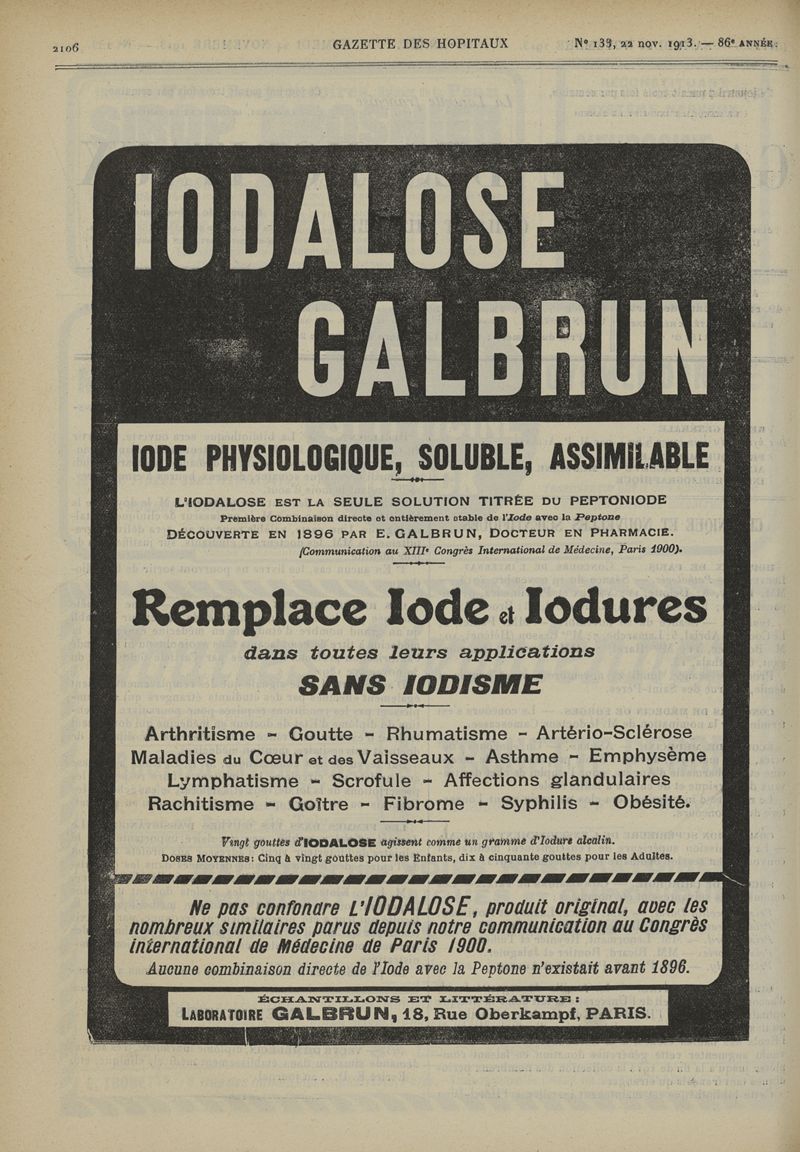 2106
GAZETTE DES HOPITAUX
Nº 133, 22 nov. 1913. — 86e ANNÉE.
IODALOSE
GALBRUN
IODE PHYSIOLOGIQUE, SOLUBLE, ASSIMILABLE
L'IODALOSE EST LA SEULE SOLUTION TITRÉE DU PEPTONIODE
Première Combinaison directe et entièrement stable de l'Iode avec la Peptone
DÉCOUVERTE EN 1896 PAR E. GALBRUN, DOCTEUR EN PHARMACIE.
(Communication au XIIIe Congrès International de Médecine, Paris 1900).
Remplace Iode et Iodures
dans toutes leurs applications
SANS IODISME
Arthritisme - Goutte - Rhumatisme - Artério-Sclérose
Maladies du Cœur et des Vaisseaux - Asthme - Emphysème
Lymphatisme - Scrofule - Affections glandulaires
Rachitisme - Goître - Fibrome - Syphilis - Obésité.
Vingt gouttes d'IODALOSE agissent comme un gramme d'Iodure alcalin.
DOSES MOYENNES: Cinq à vingt gouttes pour les Enfants, dix à cinquante gouttes pour les Adultes.
Ne pas confondre L'IODALOSE, produit original, avec les
nombreux similaires parus depuis notre communication au Congrès
international de Médecine de Paris 1900.
Aucune combinaison directe de l'Iode avec la Peptone n'existait avant 1896.
ÉCHANTILLONS ET LITTÉRATURE:
LABORATOIRE GALBRUN, 18, Rue Oberkampf, PARIS.